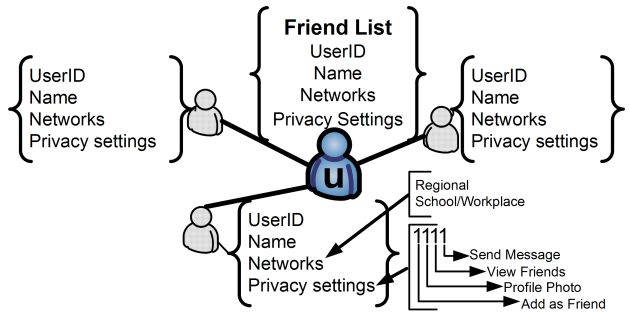 Friend List
UserID
Name
Networks
Privacy Settings
UserID
Name
Networks
Privacy settings
UserID
Name
Networks
Privacy settings
u
UserID
Name
Networks
Privacy settings
Regional
School/Workplace
1111
Send Message
View Friends
Profile Photo
Add as Friend